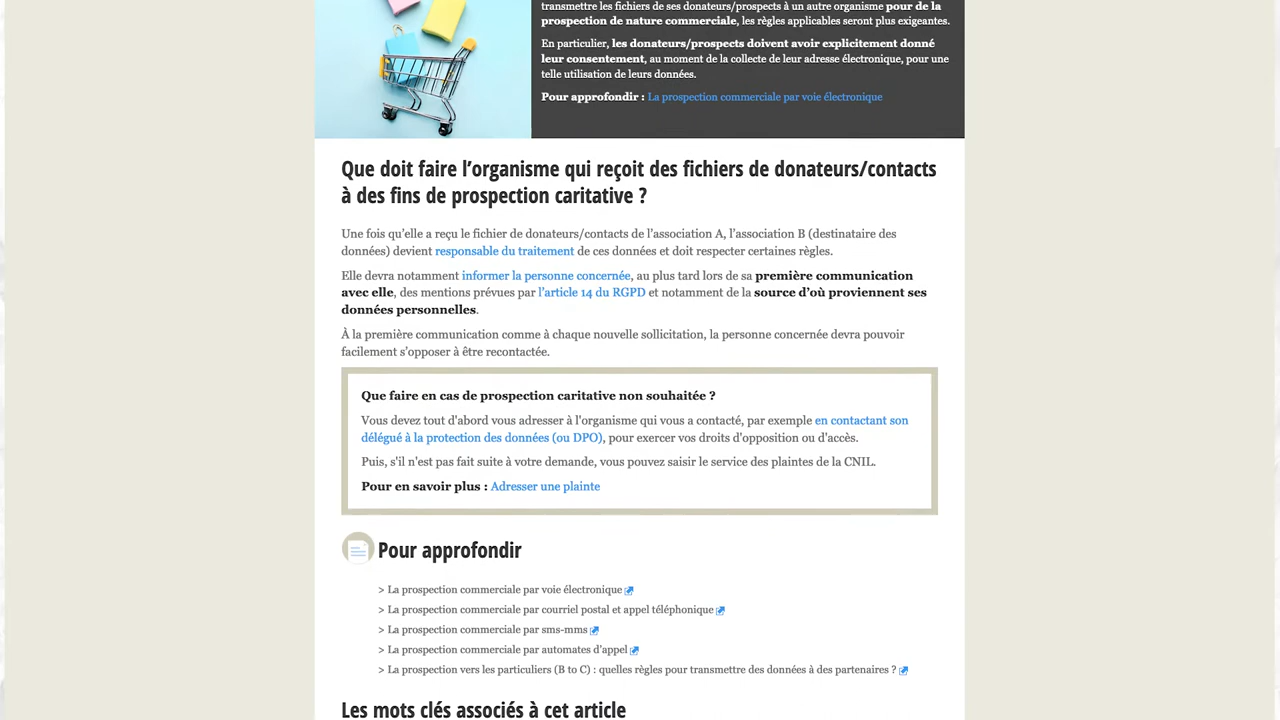 transmettre les fichiers de ses donateurs/prospects à un autre organisme pour de la
prospection de nature commerciale, les règles applicables seront plus exigeantes.
En particulier, les donateurs/prospects doivent avoir explicitement donné
leur consentement, au moment de la collecte de leur adresse électronique, pour une
telle utilisation de leurs données.
Pour approfondir : La prospection commerciale par voie électronique
Que doit faire l'organisme qui reçoit des fichiers de donateurs/contacts
à des fins de prospection caritative ?
Une fois qu'elle a reçu le fichier de donateurs/contacts de l'association A, l'association B (destinataire des
données) devient responsable du traitement de ces données et doit respecter certaines règles.
Elle devra notamment informer la personne concernée, au plus tard lors de sa première communication
avec elle, des mentions prévues par l'article 14 du RGPD et notamment de la source d'où proviennent ses
données personnelles.
À la première communication comme à chaque nouvelle sollicitation, la personne concernée devra pouvoir
facilement s'opposer à être recontactée.
Que faire en cas de prospection caritative non souhaitée ?
Vous devez tout d'abord vous adresser à l'organisme qui vous a contacté, par exemple en contactant son
délégué à la protection des données (ou DPO), pour exercer vos droits d'opposition ou d'accès.
Puis, s'il n'est pas fait suite à votre demande, vous pouvez saisir le service des plaintes de la CNIL.
Pour en savoir plus : Adresser une plainte
Pour approfondir
> La prospection commerciale par voie électronique
> La prospection commerciale par courriel postal et appel téléphonique
> La prospection commerciale par sms-mms
> La prospection commerciale par automates d'appel
> La prospection vers les particuliers (B to C) : quelles règles pour transmettre des données à des partenaires ?
Les mots clés associés à cet article